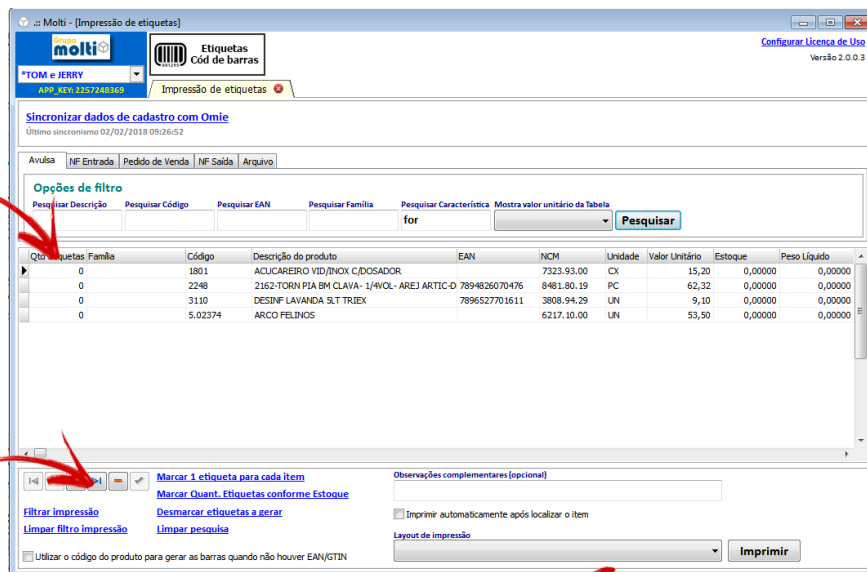 .:: Molti - [Impressão de etiquetas]
Grupo
molti
Etiquetas
Cód de barras
Configurar Licença de Uso
Versão 2.0.0.3
*TOM e JERRY
APP_KEY: 2257248369
Impressão de etiquetas
Sincronizar dados de cadastro com Omie
Último sincronismo 02/02/2018 09:26:52
Avulsa NF Entrada Pedido de Venda NF Saída Arquivo
Opções de filtro
Pesquisar Descrição Pesquisar Código Pesquisar EAN Pesquisar Família Pesquisar Característica Mostra valor unitário da Tabela
for Pesquisar
Qtd etiquetas Família Código Descrição do produto EAN NCM Unidade Valor Unitário Estoque Peso Líquido
0 1801 ACUCAREIRO VID/INOX C/DOSADOR 7323.93.00 CX 15,20 0,00000 0,00000
0 2248 2162-TORN PIA BM CLAVA- 1/4VOL- AREJ ARTIC-D 7894826070476 8481.80.19 PC 62,32 0,00000 0,00000
0 3110 DESINF LAVANDA 5LT TRIEX 7896527701611 3808.94.29 UN 9,10 0,00000 0,00000
0 5.02374 ARCO FELINOS 6217.10.00 UN 53,50 0,00000 0,00000
Marcar 1 etiqueta para cada item
Marcar Quant. Etiquetas conforme Estoque
Filtrar impressão Desmarcar etiquetas a gerar
Limpar filtro impressão Limpar pesquisa
Utilizar o código do produto para gerar as barras quando não houver EAN/GTIN
Observações complementares (opcional)
Imprimir automaticamente após localizar o item
Layout de impressão
Imprimir